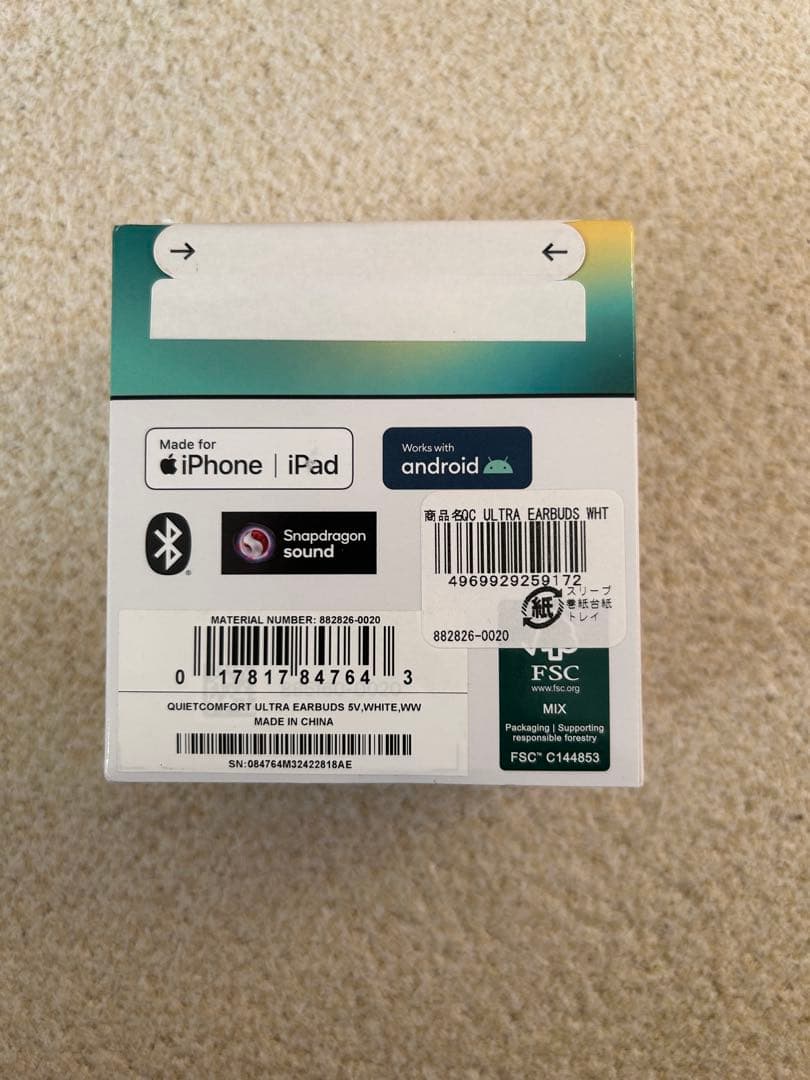 Made for
iPhone | iPad
Works with
android
Snapdragon
sound
商品名QC ULTRA EARBUDS WHT
4969929259172
紙
スリーブ
巻紙台紙
トレイ
882826-0020
MATERIAL NUMBER: 882826-0020
0 17817 84764 3
QUIETCOMFORT ULTRA EARBUDS 5V,WHITE,WW
MADE IN CHINA
SN:084764M32422818AE
FSC
www.fsc.org
MIX
Packaging | Supporting
responsible forestry
FSC™ C144853